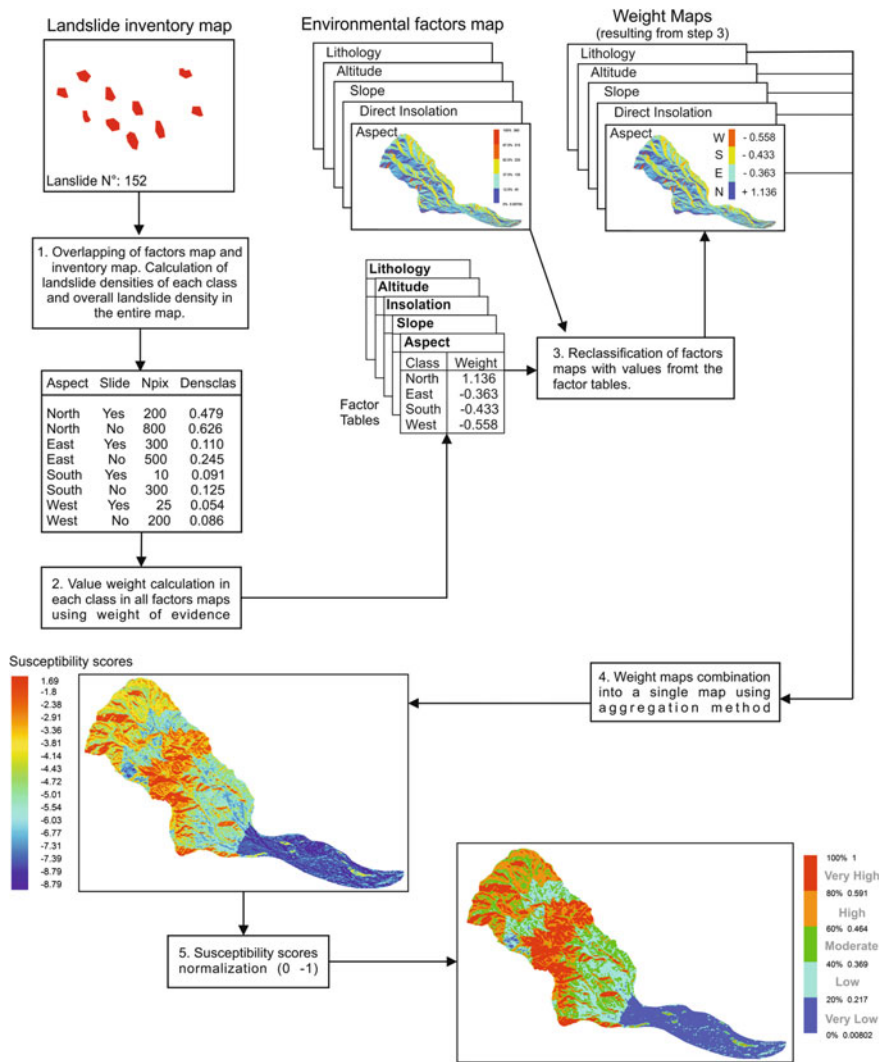 Landslide inventory map
Lanslide N°: 152
Environmental factors map
Lithology
Altitude
Slope
Direct Insolation
Aspect
Weight Maps
(resulting from step 3)
Lithology
Altitude
Slope
Direct Insolation
Aspect
W - 0.558
S - 0.433
E - 0.363
N + 1.136
1. Overlapping of factors map and
inventory map. Calculation of
landslide densities of each class
and overall landslide density in
the entire map.
Aspect Slide Npix Densclas
North Yes 200 0.479
North No 800 0.626
East Yes 300 0.110
East No 500 0.245
South Yes 10 0.091
South No 300 0.125
West Yes 25 0.054
West No 200 0.086
2. Value weight calculation in
each class in all factors maps
using weight of evidence
Lithology
Altitude
Insolation
Slope
Aspect
Class Weight
North 1.136
East -0.363
South -0.433
West -0.558
Factor
Tables
3. Reclassification of factors
maps with values fromt the
factor tables.
4. Weight maps combination
into a single map using
aggregation method
Susceptibility scores
1.69
-1.8
-2.38
-2.91
-3.36
-3.81
-4.14
-4.43
-4.72
-5.01
-5.54
-6.03
-6.77
-7.31
-7.39
-8.79
-8.79
5. Susceptibility scores
normalization (0 -1)
100% 1
Very High
80% 0.591
High
60% 0.464
Moderate
40% 0.369
Low
20% 0.217
Very Low
0% 0.00802